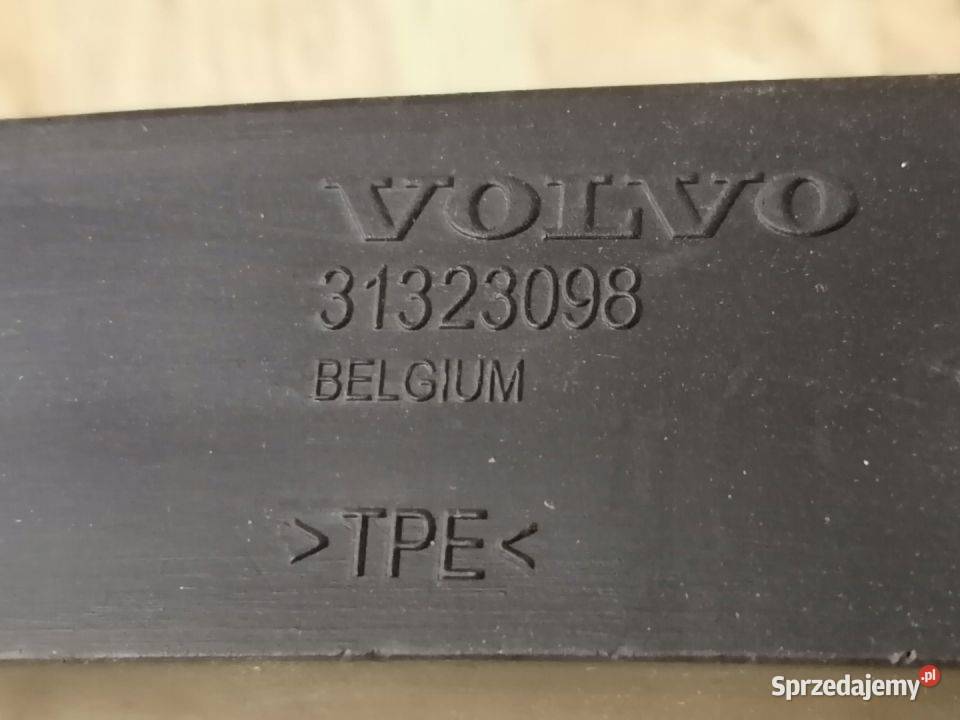 VOLVO
31323098
BELGIUM
>TPE<
Sprzedajemy.pl